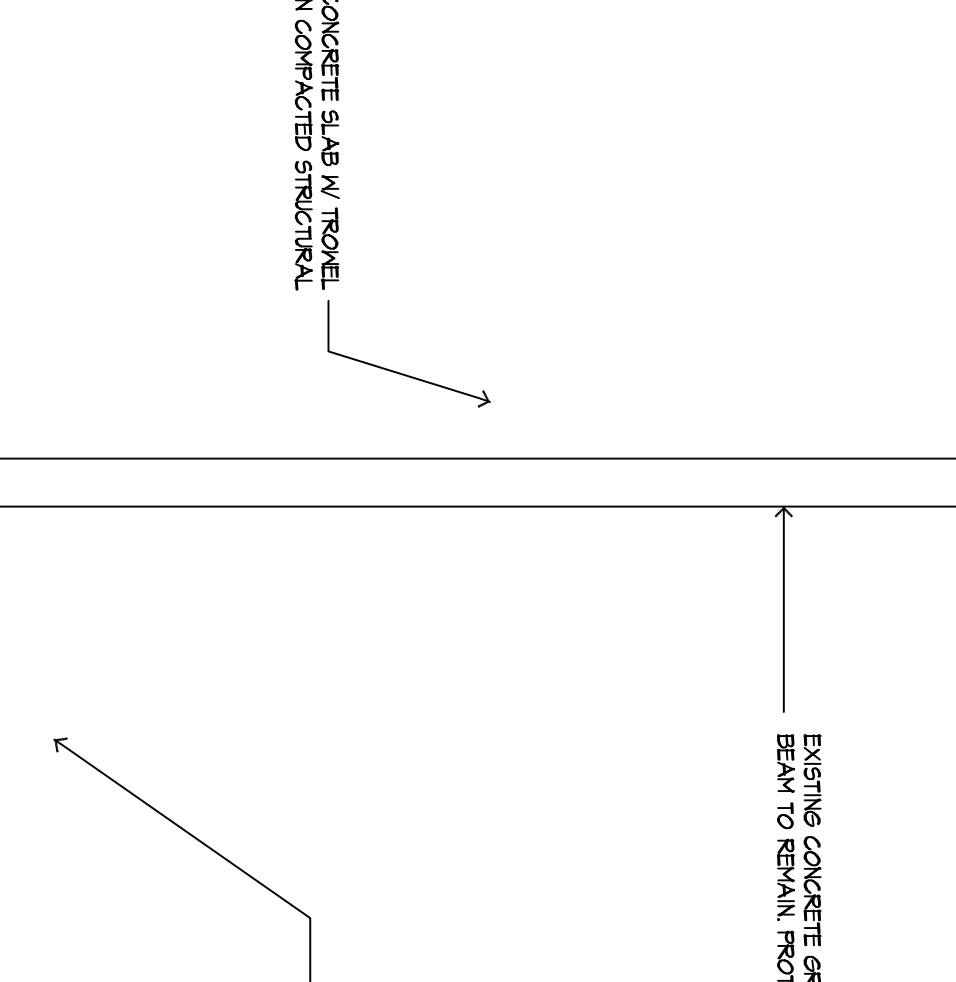 CONCRETE SLAB W/ TROWEL
N COMPACTED STRUCTURAL
EXISTING CONCRETE GR
BEAM TO REMAIN. PROT